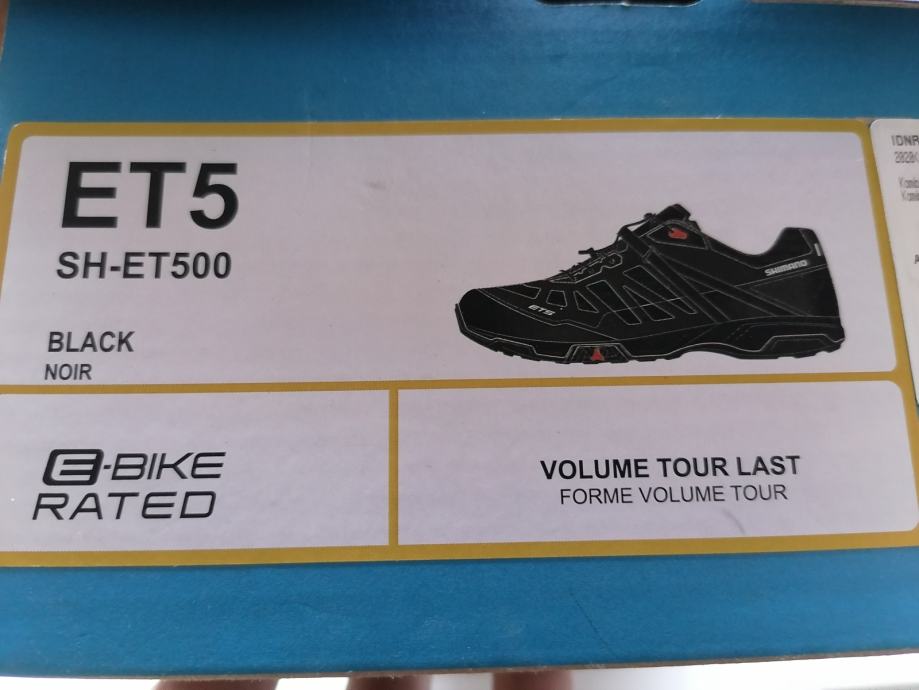 ET5
SH-ET500
BLACK
NOIR
SHIMANO
ET5
E-BIKE
RATED
VOLUME TOUR LAST
FORME VOLUME TOUR
IDNR